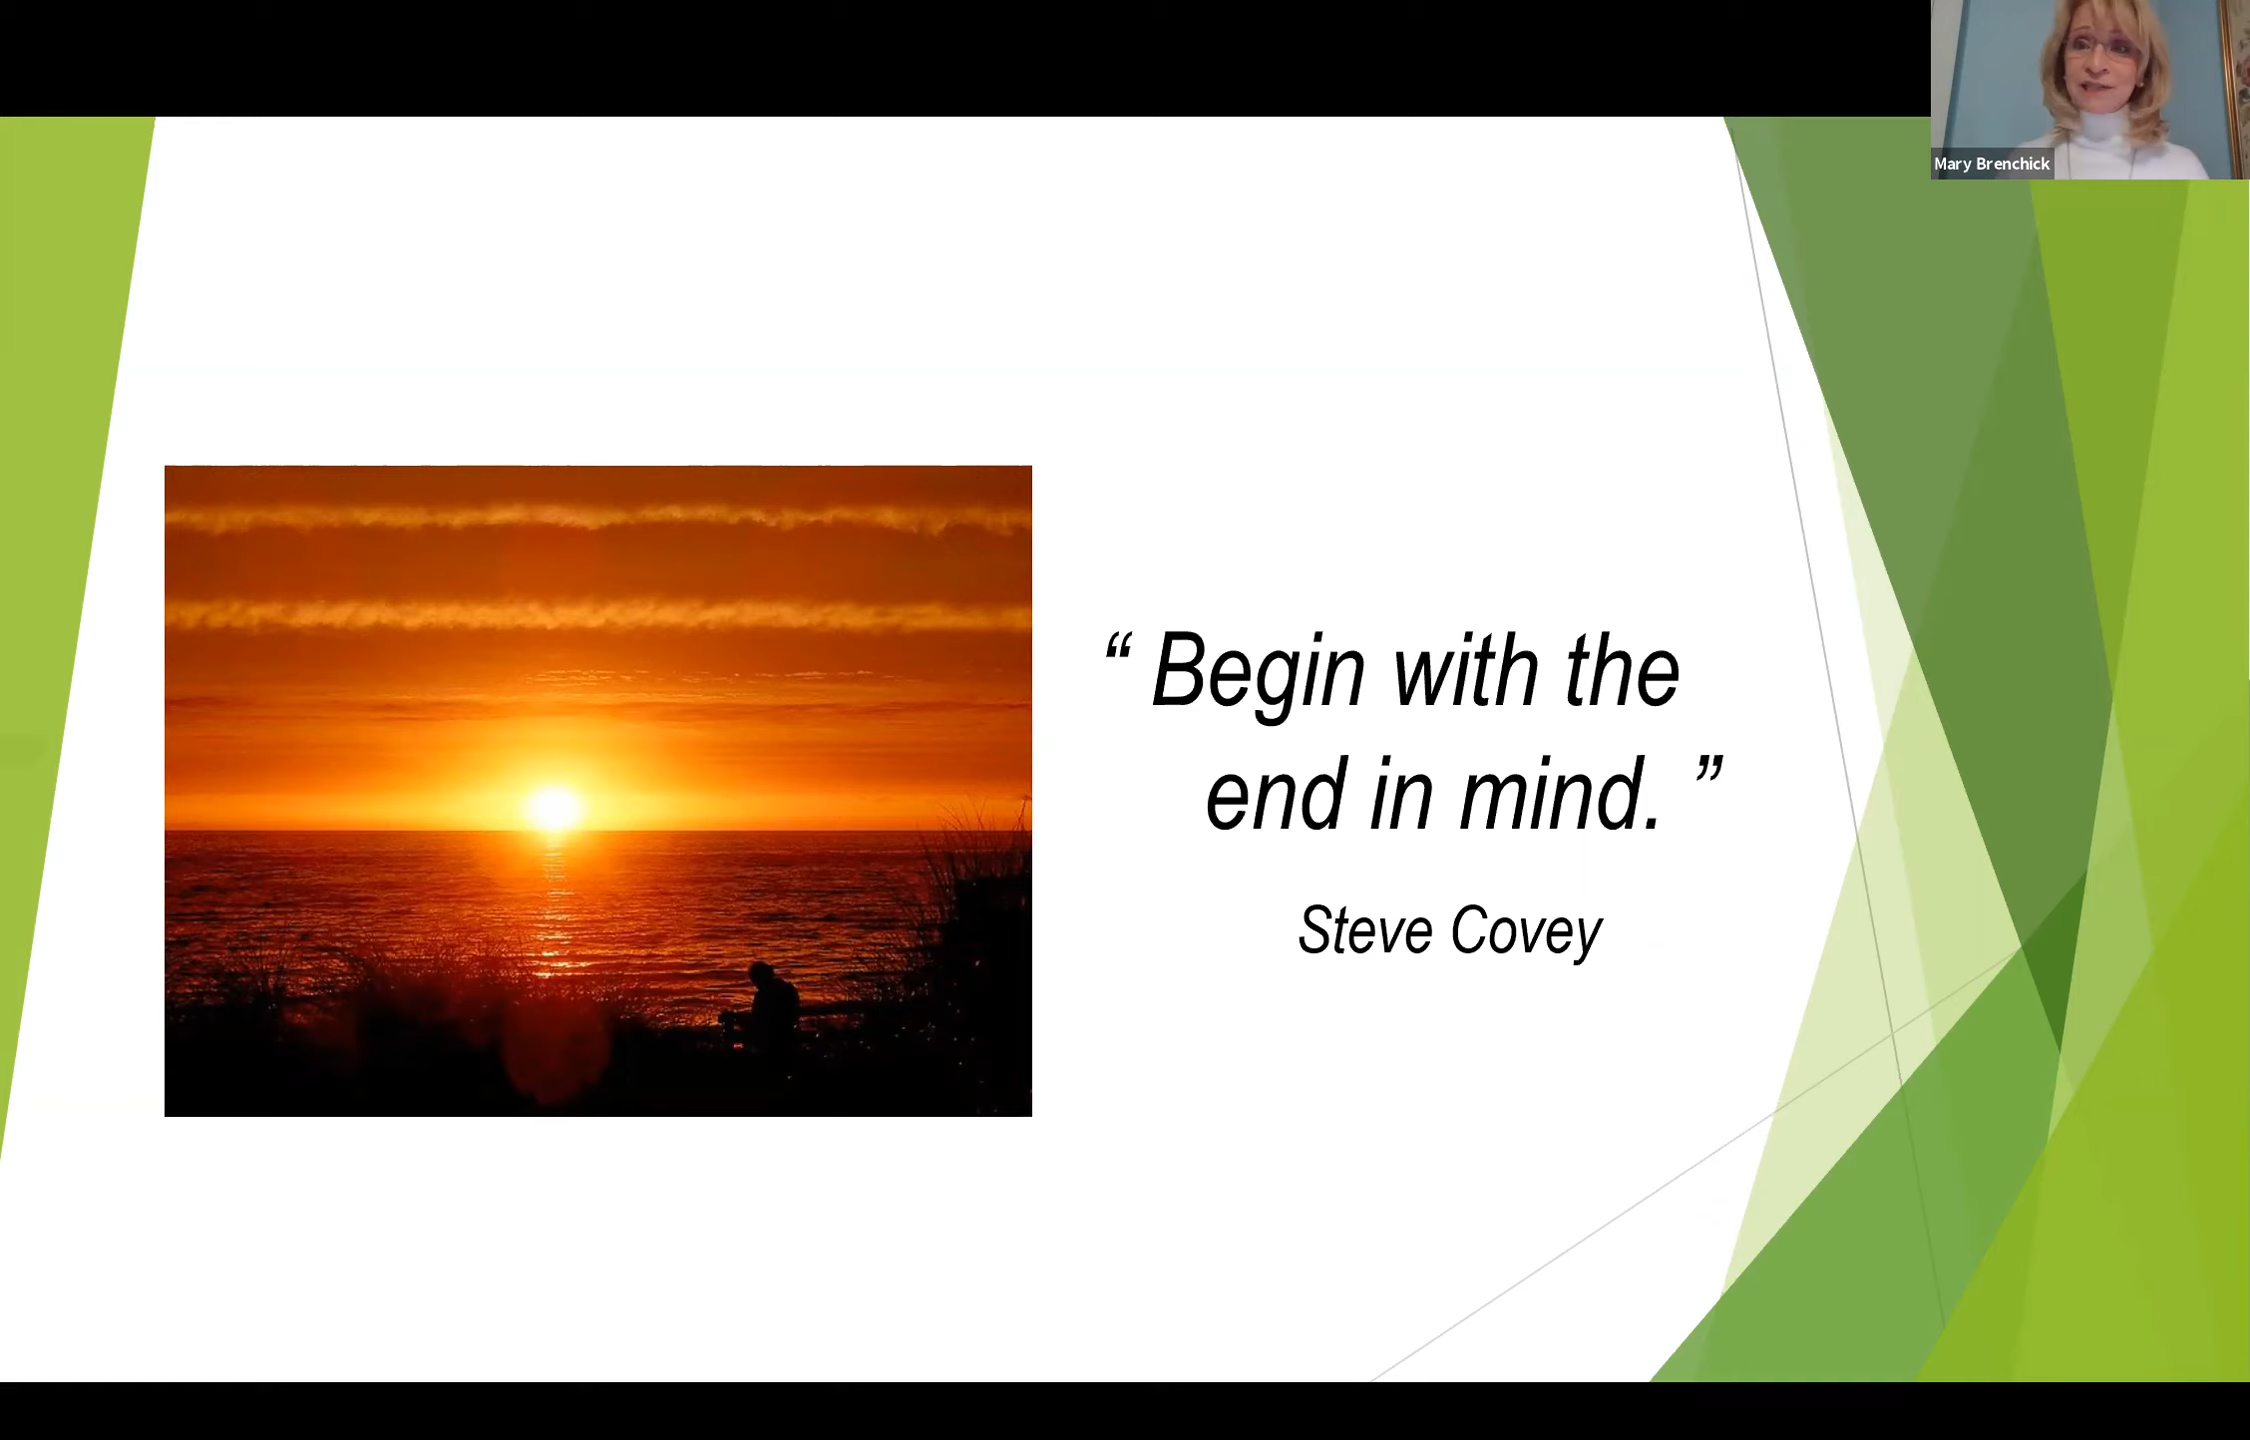 Mary Brenchick
“ Begin with the
end in mind. ”
Steve Covey